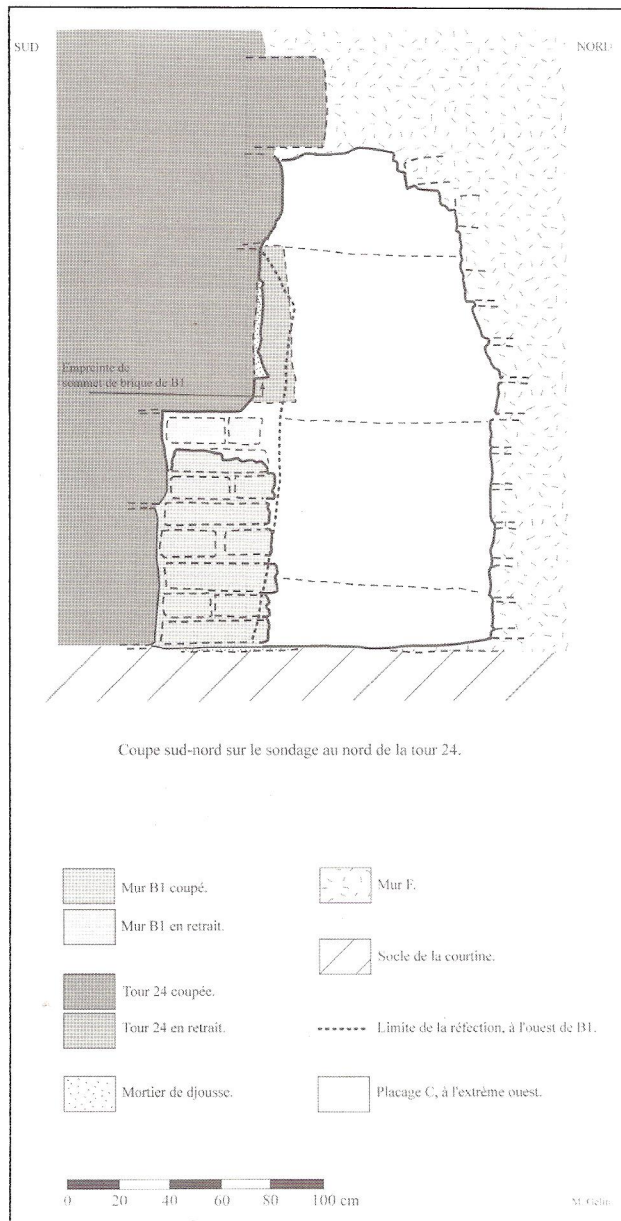 SUD
NORD
Empreinte de
sommet de brique de B1
Coupe sud-nord sur le sondage au nord de la tour 24.
Mur B1 coupé.
Mur B1 en retrait.
Tour 24 coupée.
Tour 24 en retrait.
Mortier de djousse.
Mur F.
Socle de la courtine.
Limite de la réfection, à l'ouest de B1.
Placage C, à l'extrême ouest.
0 20 40 60 80 100 cm
M. Gelin